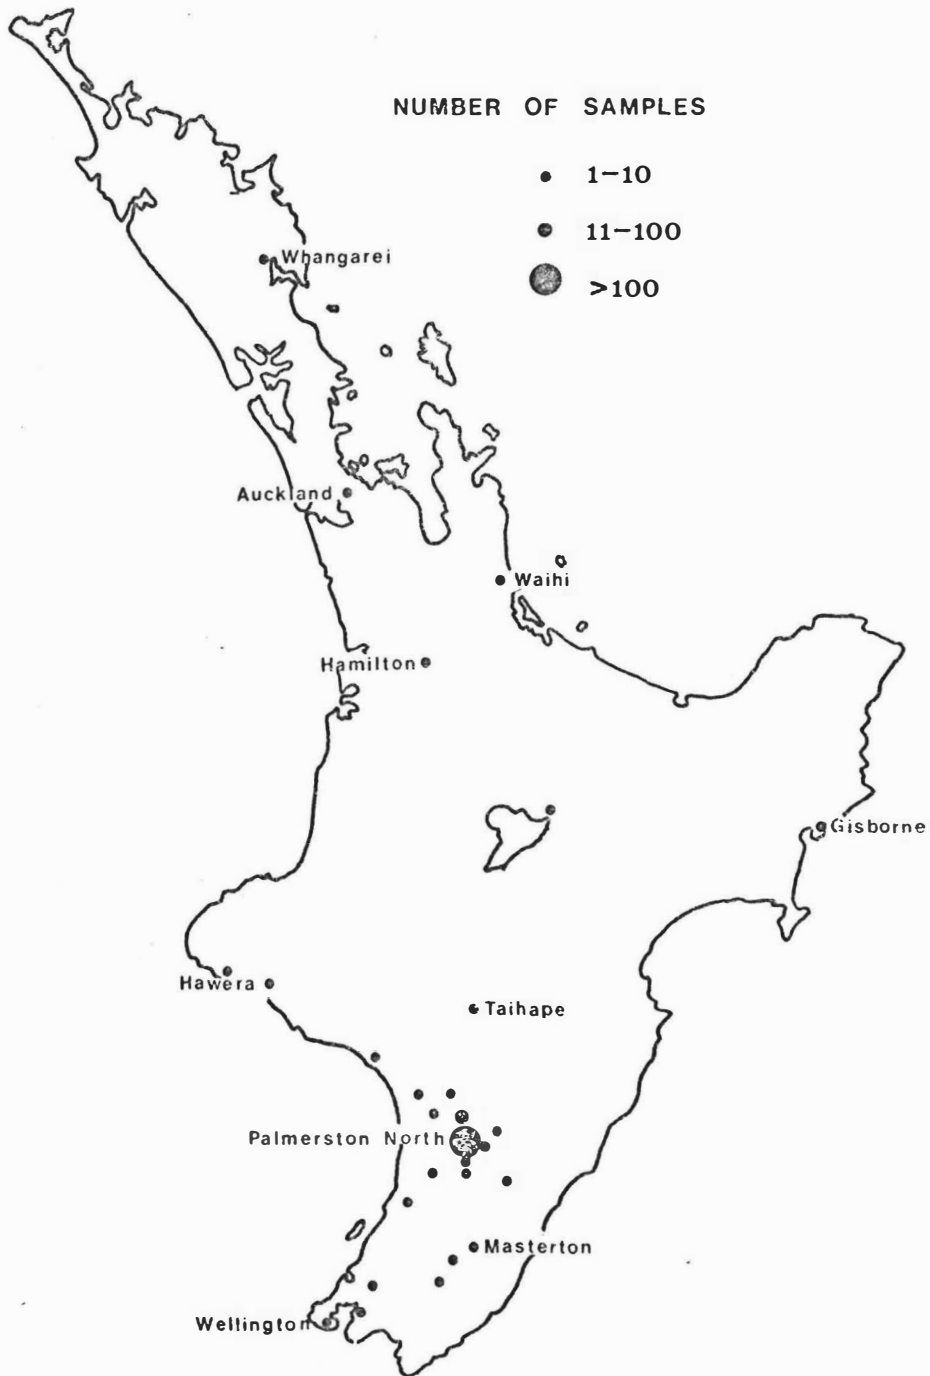 NUMBER OF SAMPLES
1-10
11-100
>100
Whangarei
Auckland
Waihi
Hamilton
Gisborne
Hawera
Taihape
Palmerston North
Masterton
Wellington